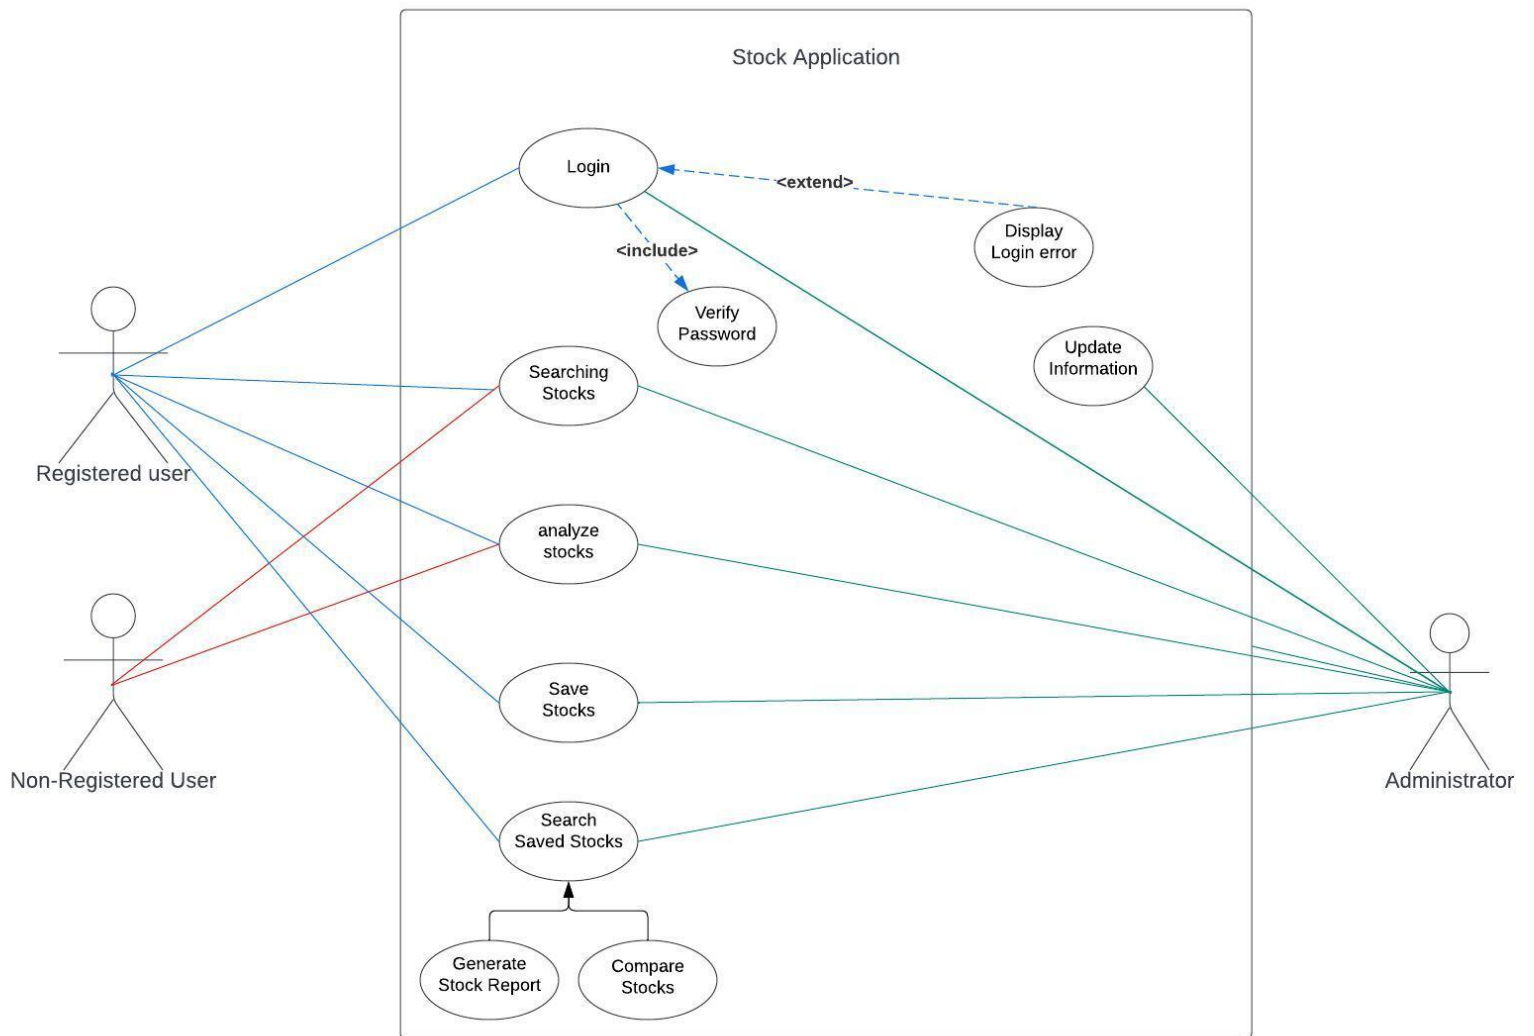 Stock Application
Login
<extend>
Display
Login error
<include>
Verify
Password
Update
Information
Searching
Stocks
Registered user
analyze
stocks
Save
Stocks
Non-Registered User
Administrator
Search
Saved Stocks
Generate
Stock Report
Compare
Stocks